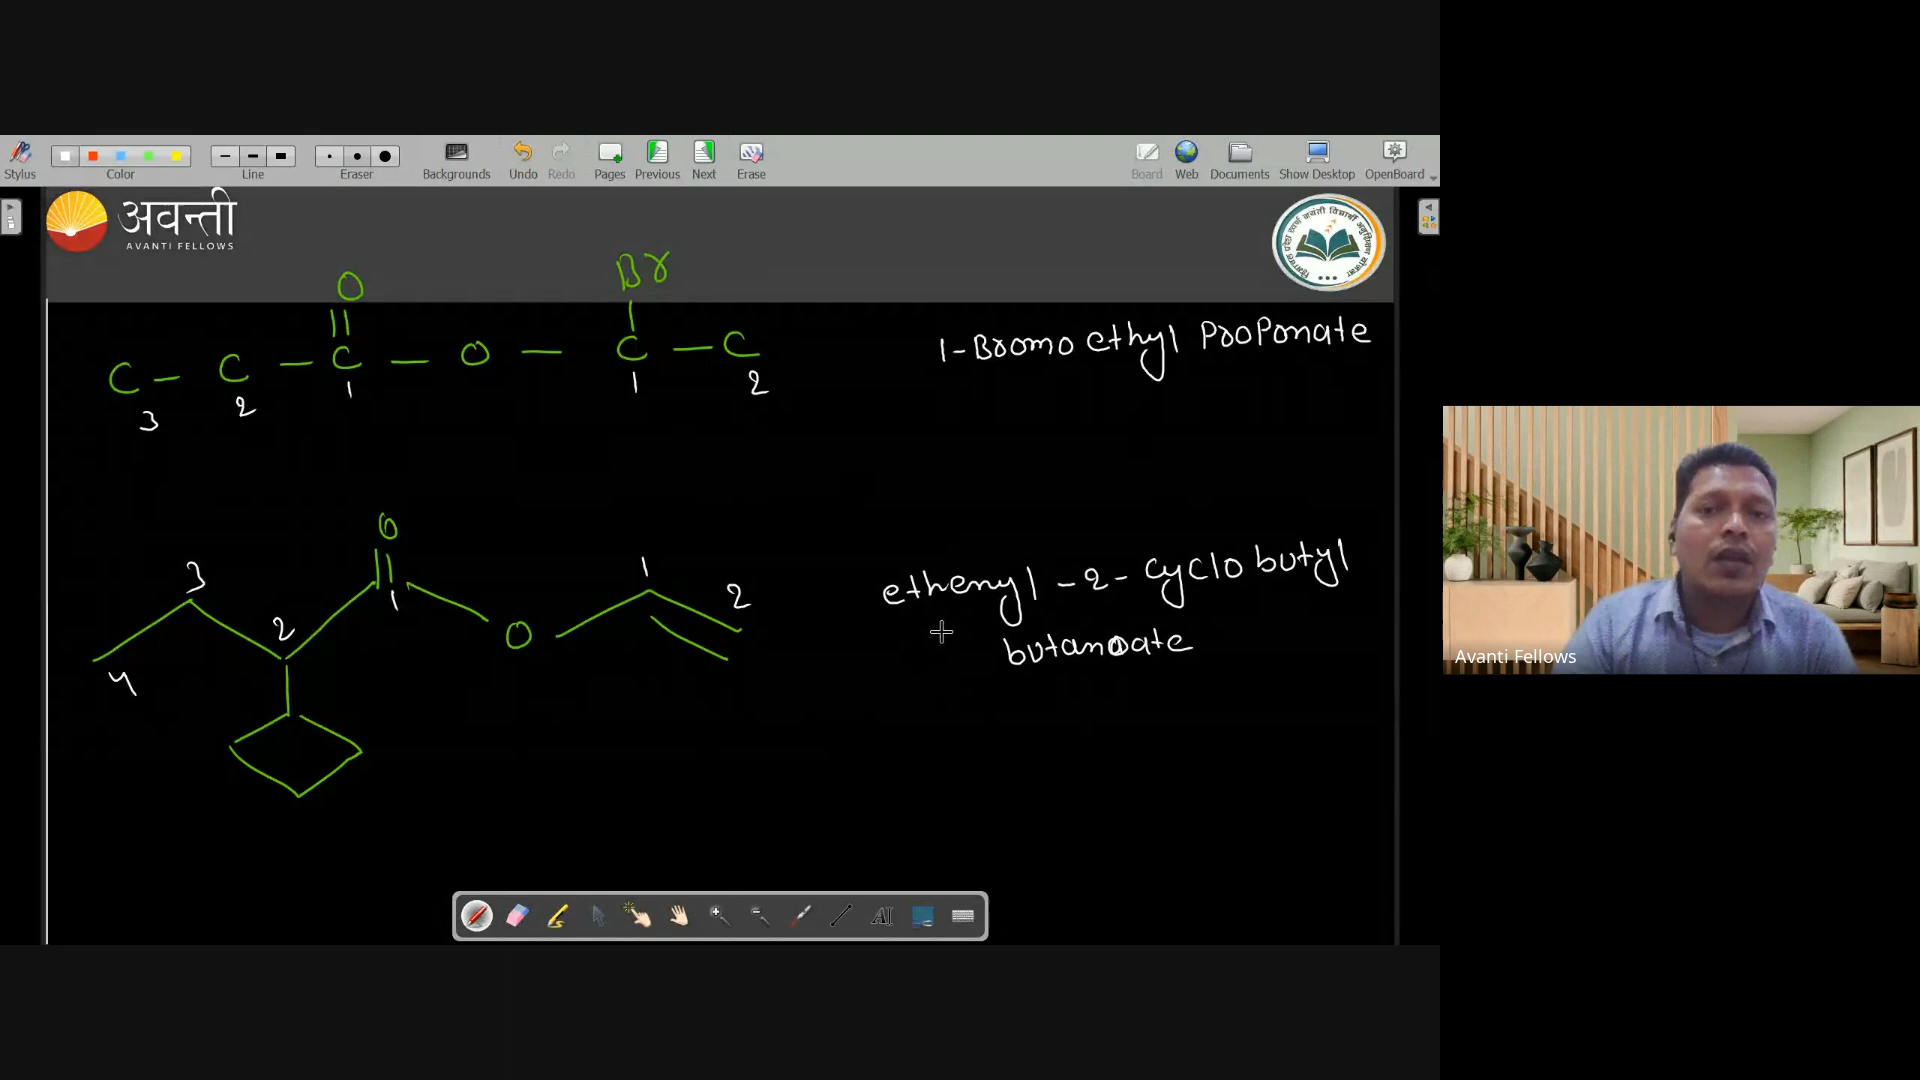 Stylus
Color
Line
Eraser
Backgrounds
Undo
Redo
Pages
Previous
Next
Erase
Board
Web
Documents
Show Desktop
OpenBoard
अवन्ती
AVANTI FELLOWS
O
Br
C - C - C - O - C - C
3 2 1 1 2
1-Bromo ethyl ProPonate
O
3 1 1 2
2
O
4
ethenyl -2- cyclo butyl
butanoate
Avanti Fellows
AI